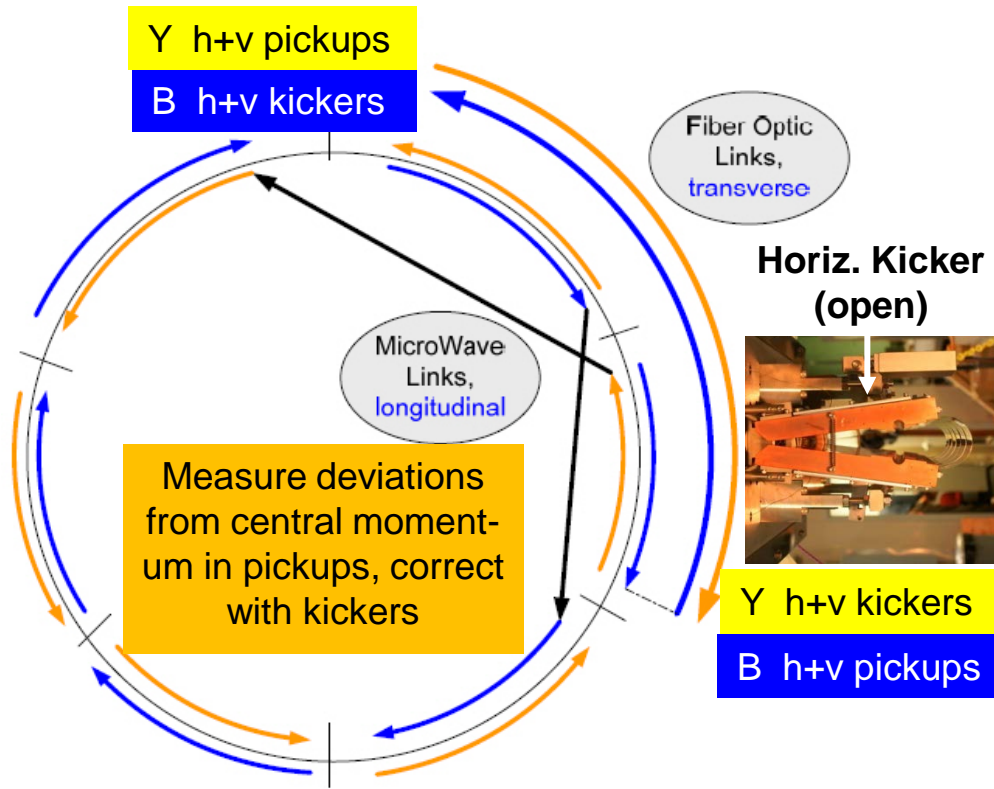 Y h+v pickups
B h+v kickers
Fiber Optic
Links,
transverse
Horiz. Kicker
(open)
MicroWave
Links,
longitudinal
Measure deviations
from central moment-
um in pickups, correct
with kickers
Y h+v kickers
B h+v pickups